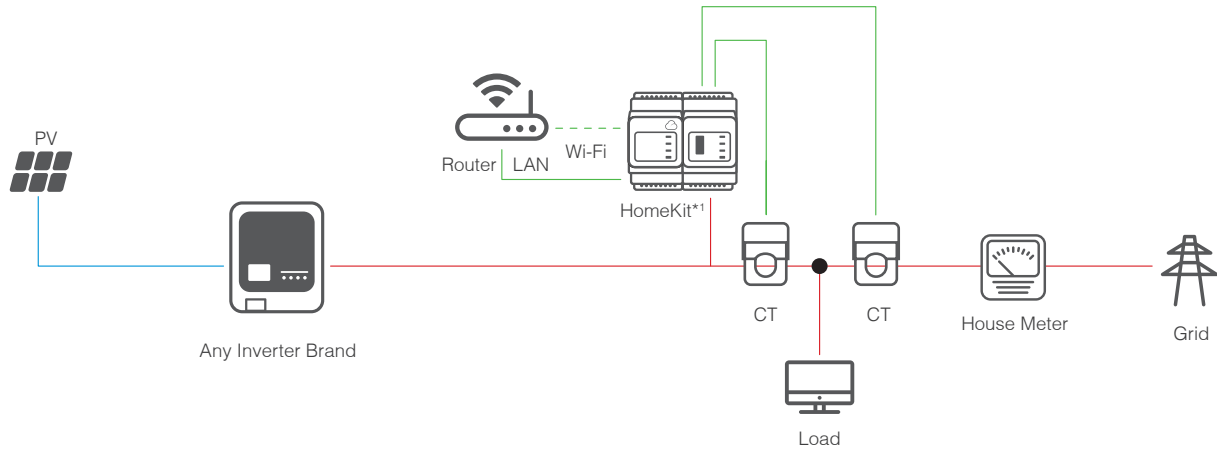 PV
Router
LAN
Wi-Fi
HomeKit*¹
CT
CT
House Meter
Grid
Any Inverter Brand
Load